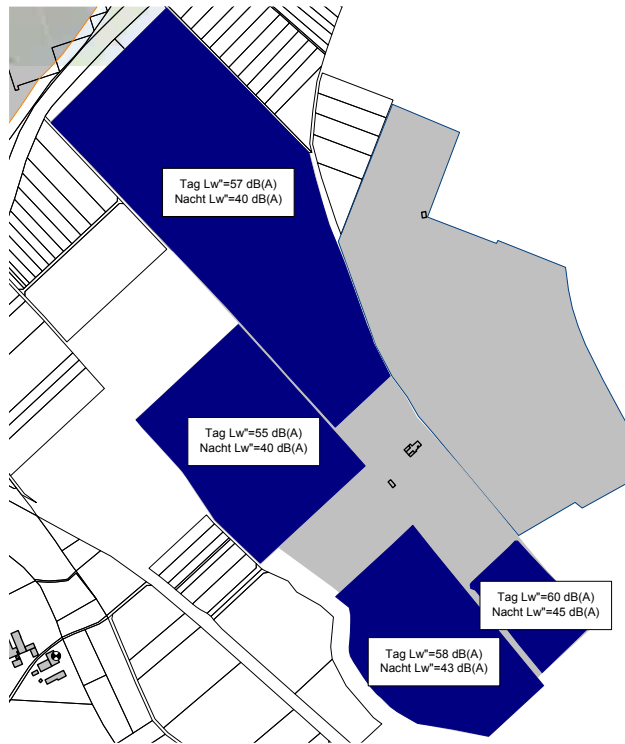 Tag Lw"=57 dB(A)
Nacht Lw"=40 dB(A)
Tag Lw"=55 dB(A)
Nacht Lw"=40 dB(A)
Tag Lw"=60 dB(A)
Nacht Lw"=45 dB(A)
Tag Lw"=58 dB(A)
Nacht Lw"=43 dB(A)